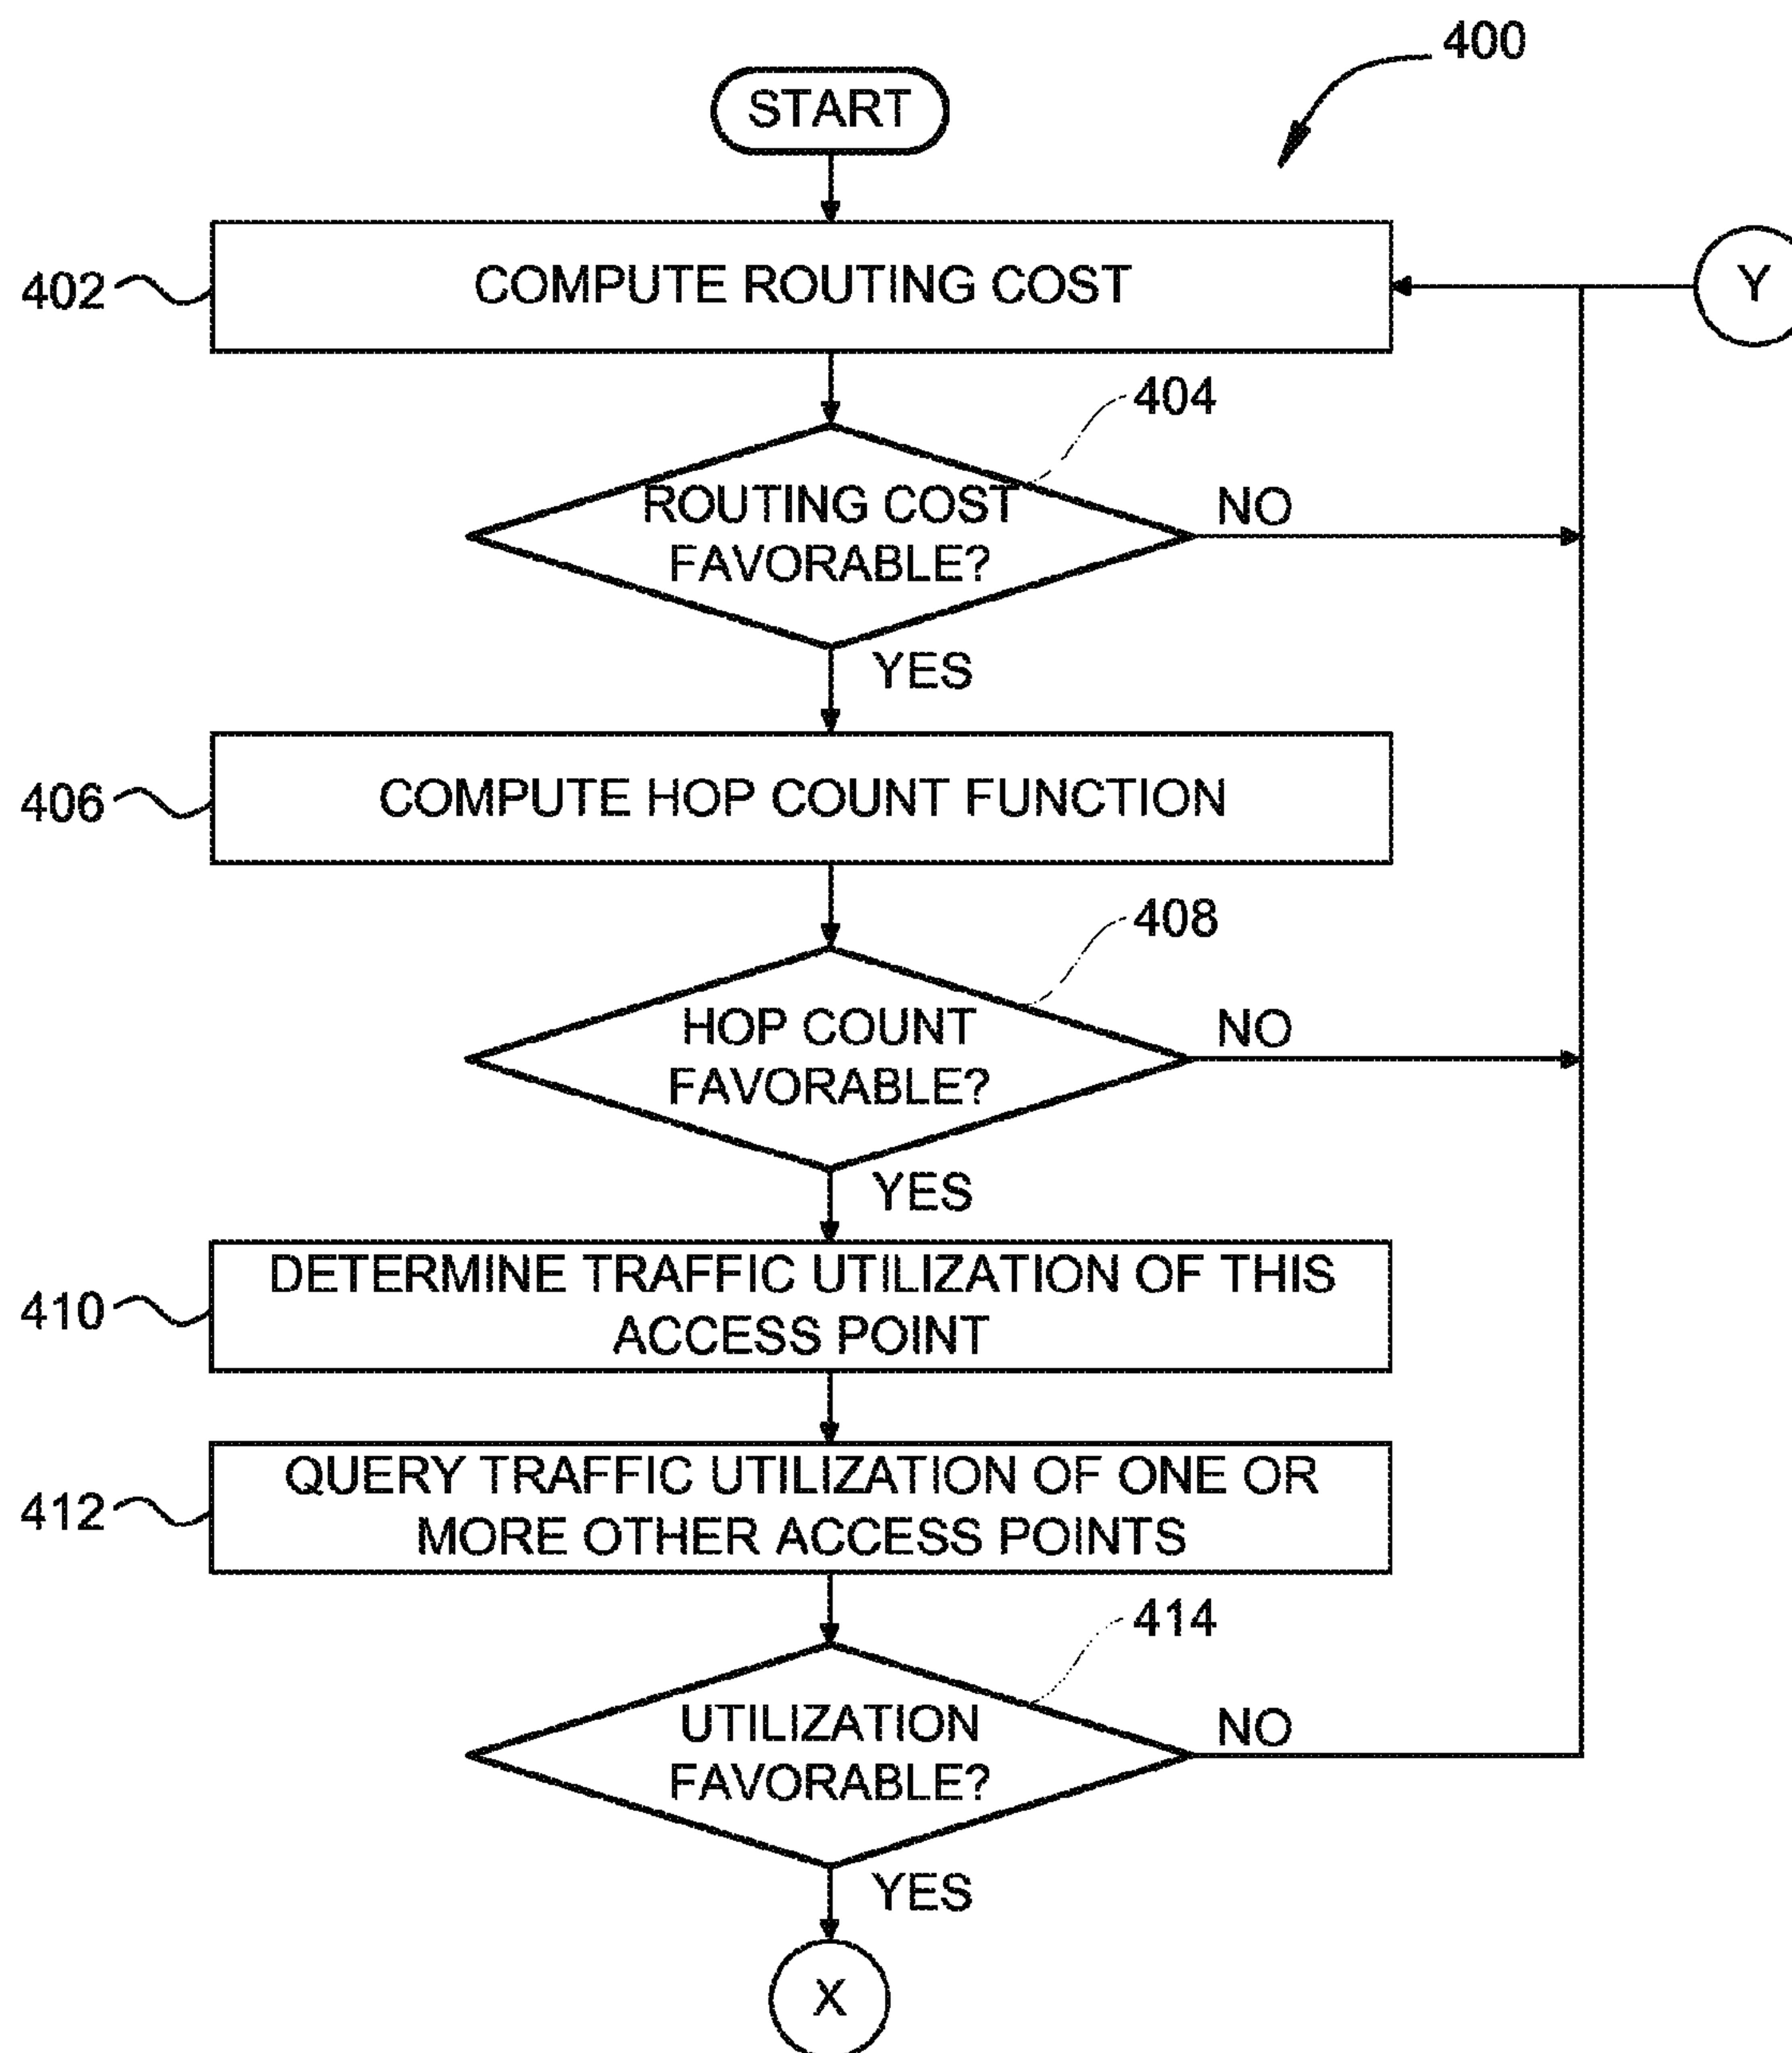 400
START
402
COMPUTE ROUTING COST
Y
404
ROUTING COST
FAVORABLE?
NO
YES
406
COMPUTE HOP COUNT FUNCTION
408
HOP COUNT
FAVORABLE?
NO
YES
410
DETERMINE TRAFFIC UTILIZATION OF THIS
ACCESS POINT
412
QUERY TRAFFIC UTILIZATION OF ONE OR
MORE OTHER ACCESS POINTS
414
UTILIZATION
FAVORABLE?
NO
YES
X